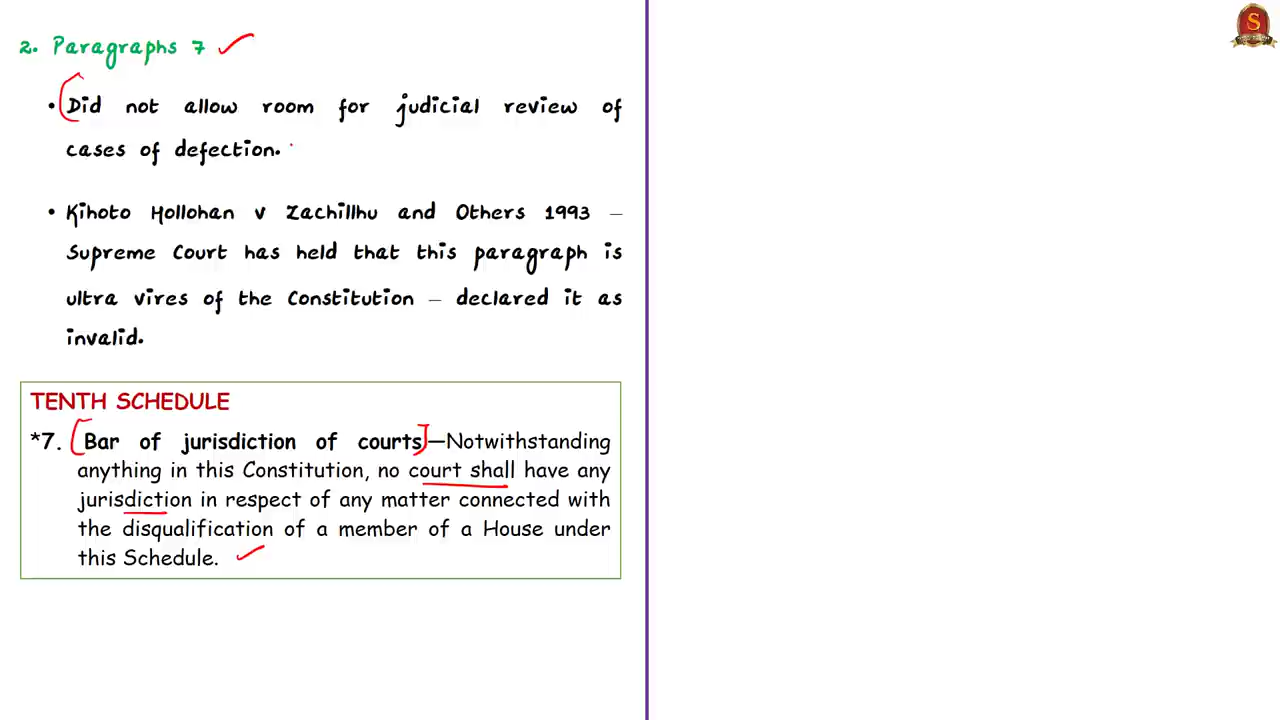 2. Paragraphs 7
• Did not allow room for judicial review of
cases of defection.
• Kihoto Hollohan v Zachillhu and Others 1993 –
Supreme Court has held that this paragraph is
ultra vires of the Constitution – declared it as
invalid.
TENTH SCHEDULE
*7. Bar of jurisdiction of courts—Notwithstanding
anything in this Constitution, no court shall have any
jurisdiction in respect of any matter connected with
the disqualification of a member of a House under
this Schedule.
S